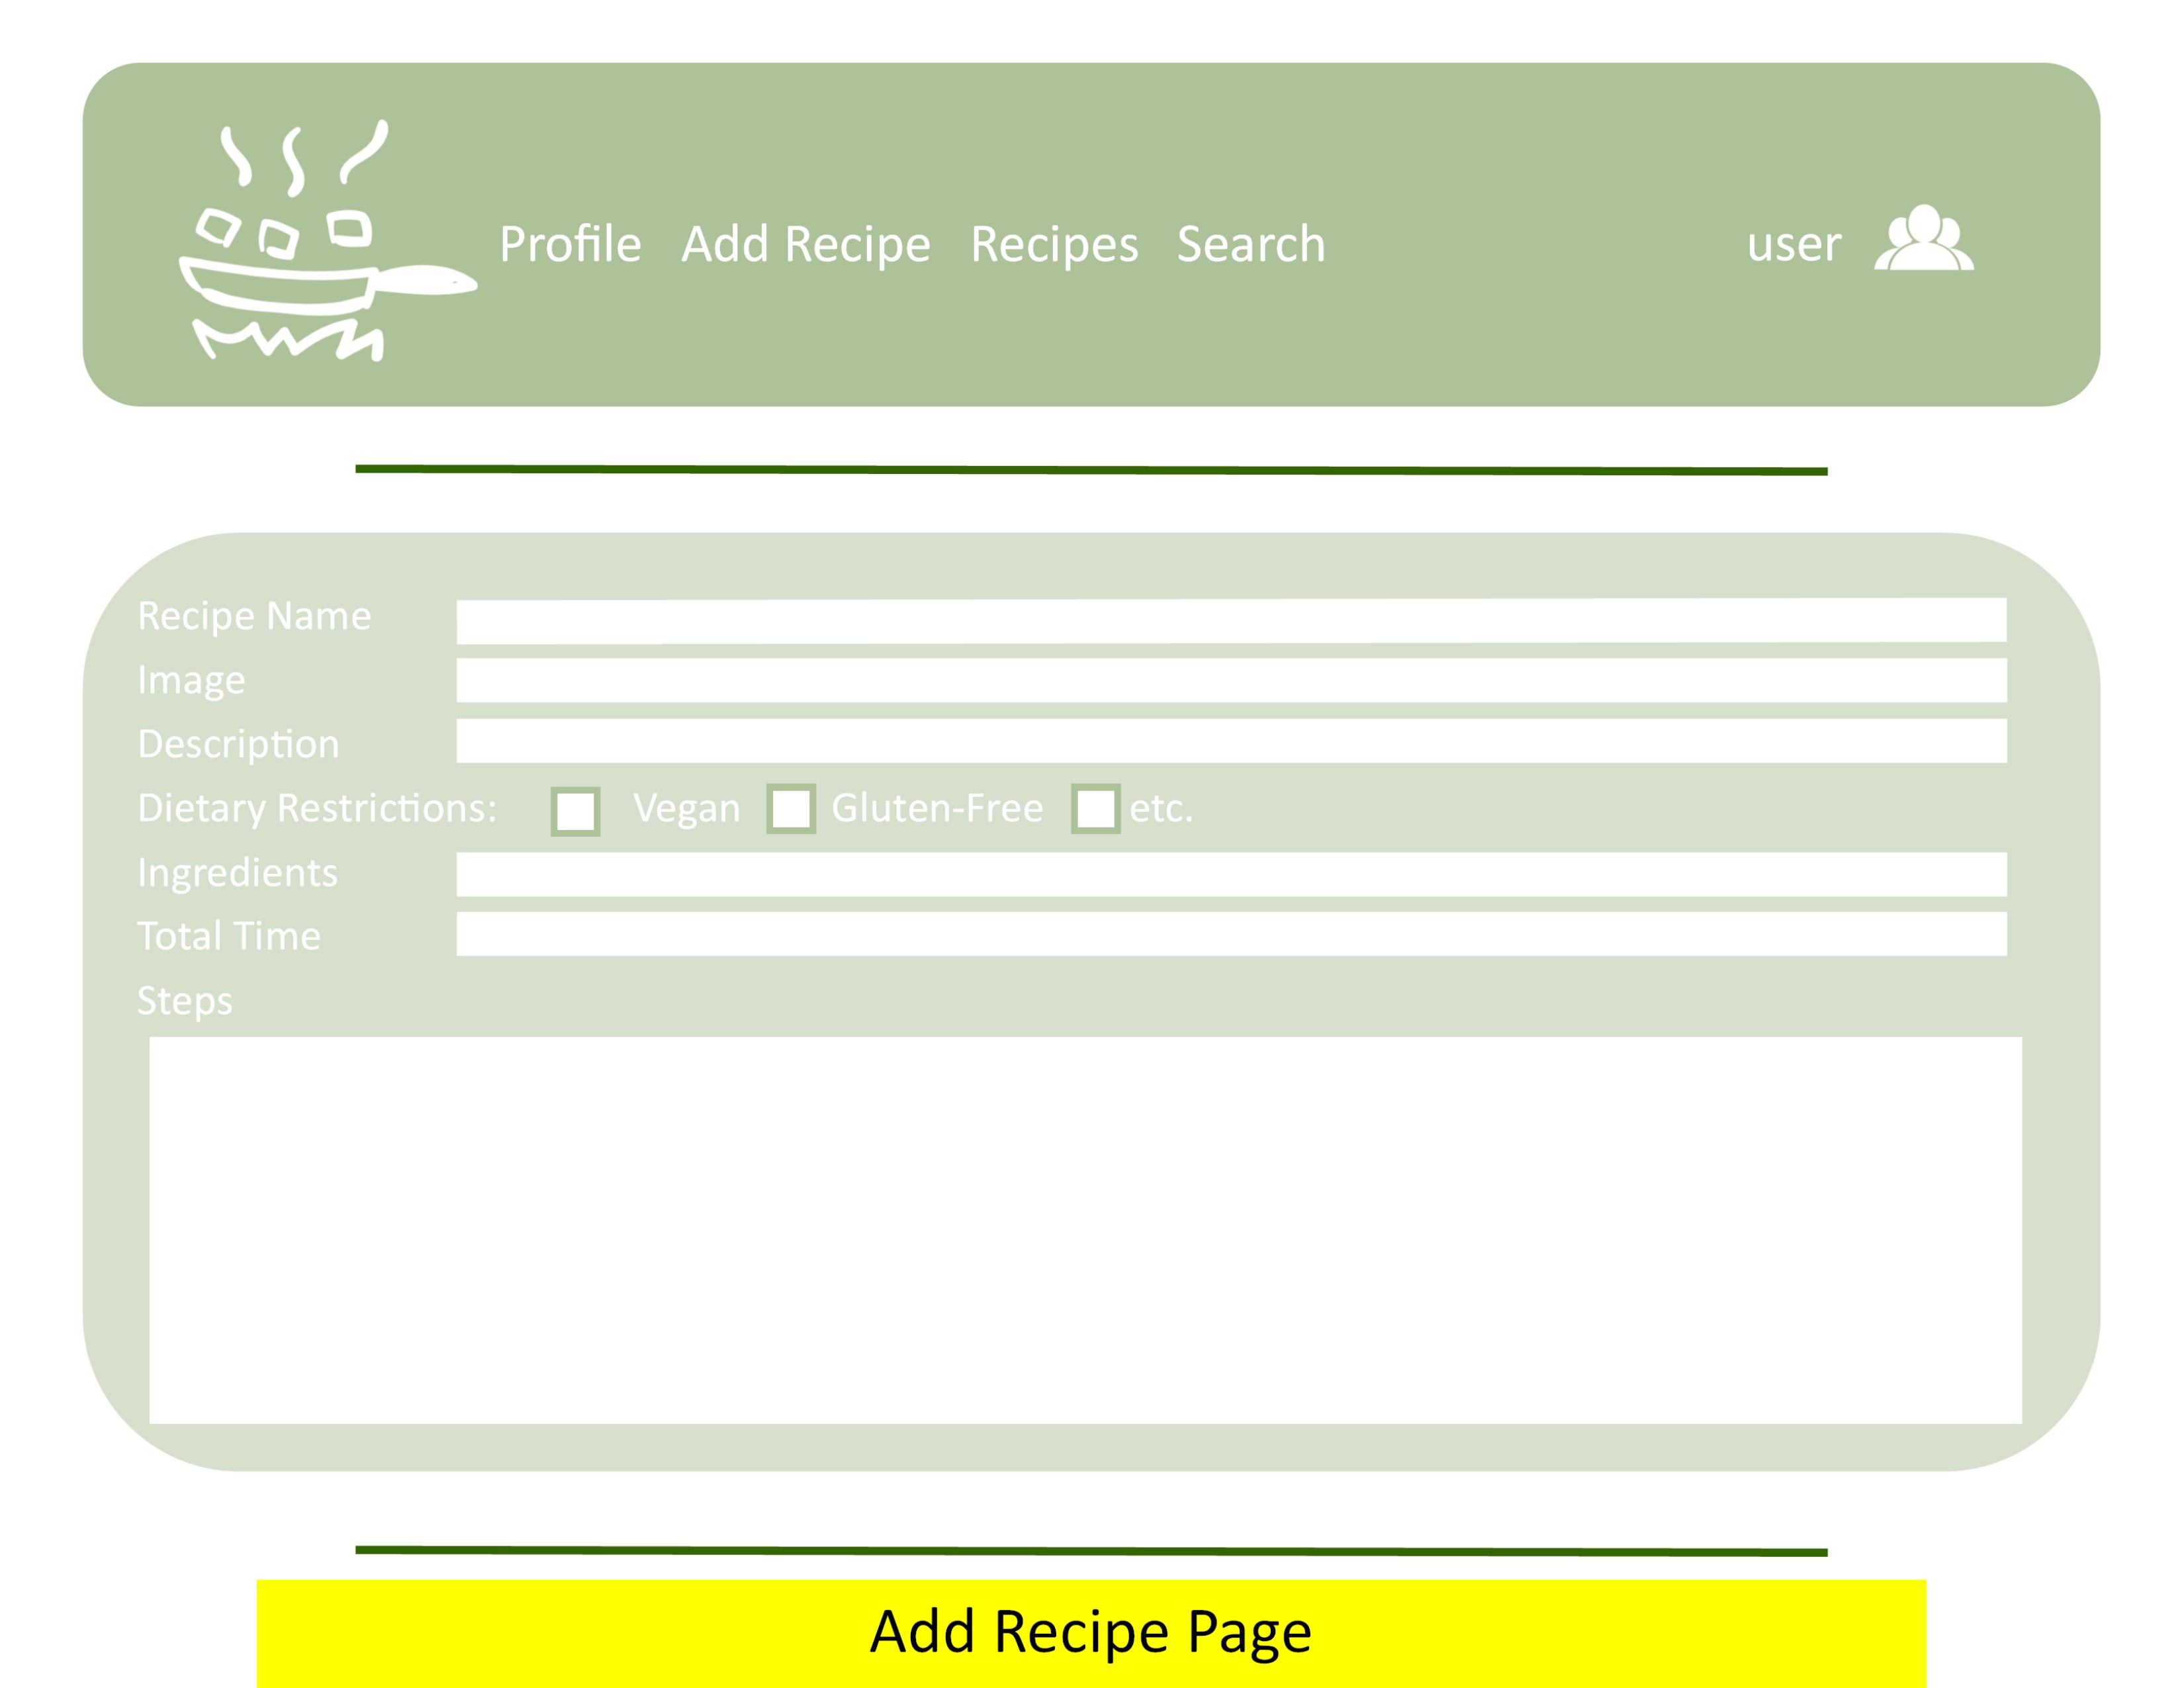 Profile Add Recipe Recipes Search user
Recipe Name
Image
Description
Dietary Restrictions: Vegan Gluten-Free etc.
Ingredients
Total Time
Steps
Add Recipe Page